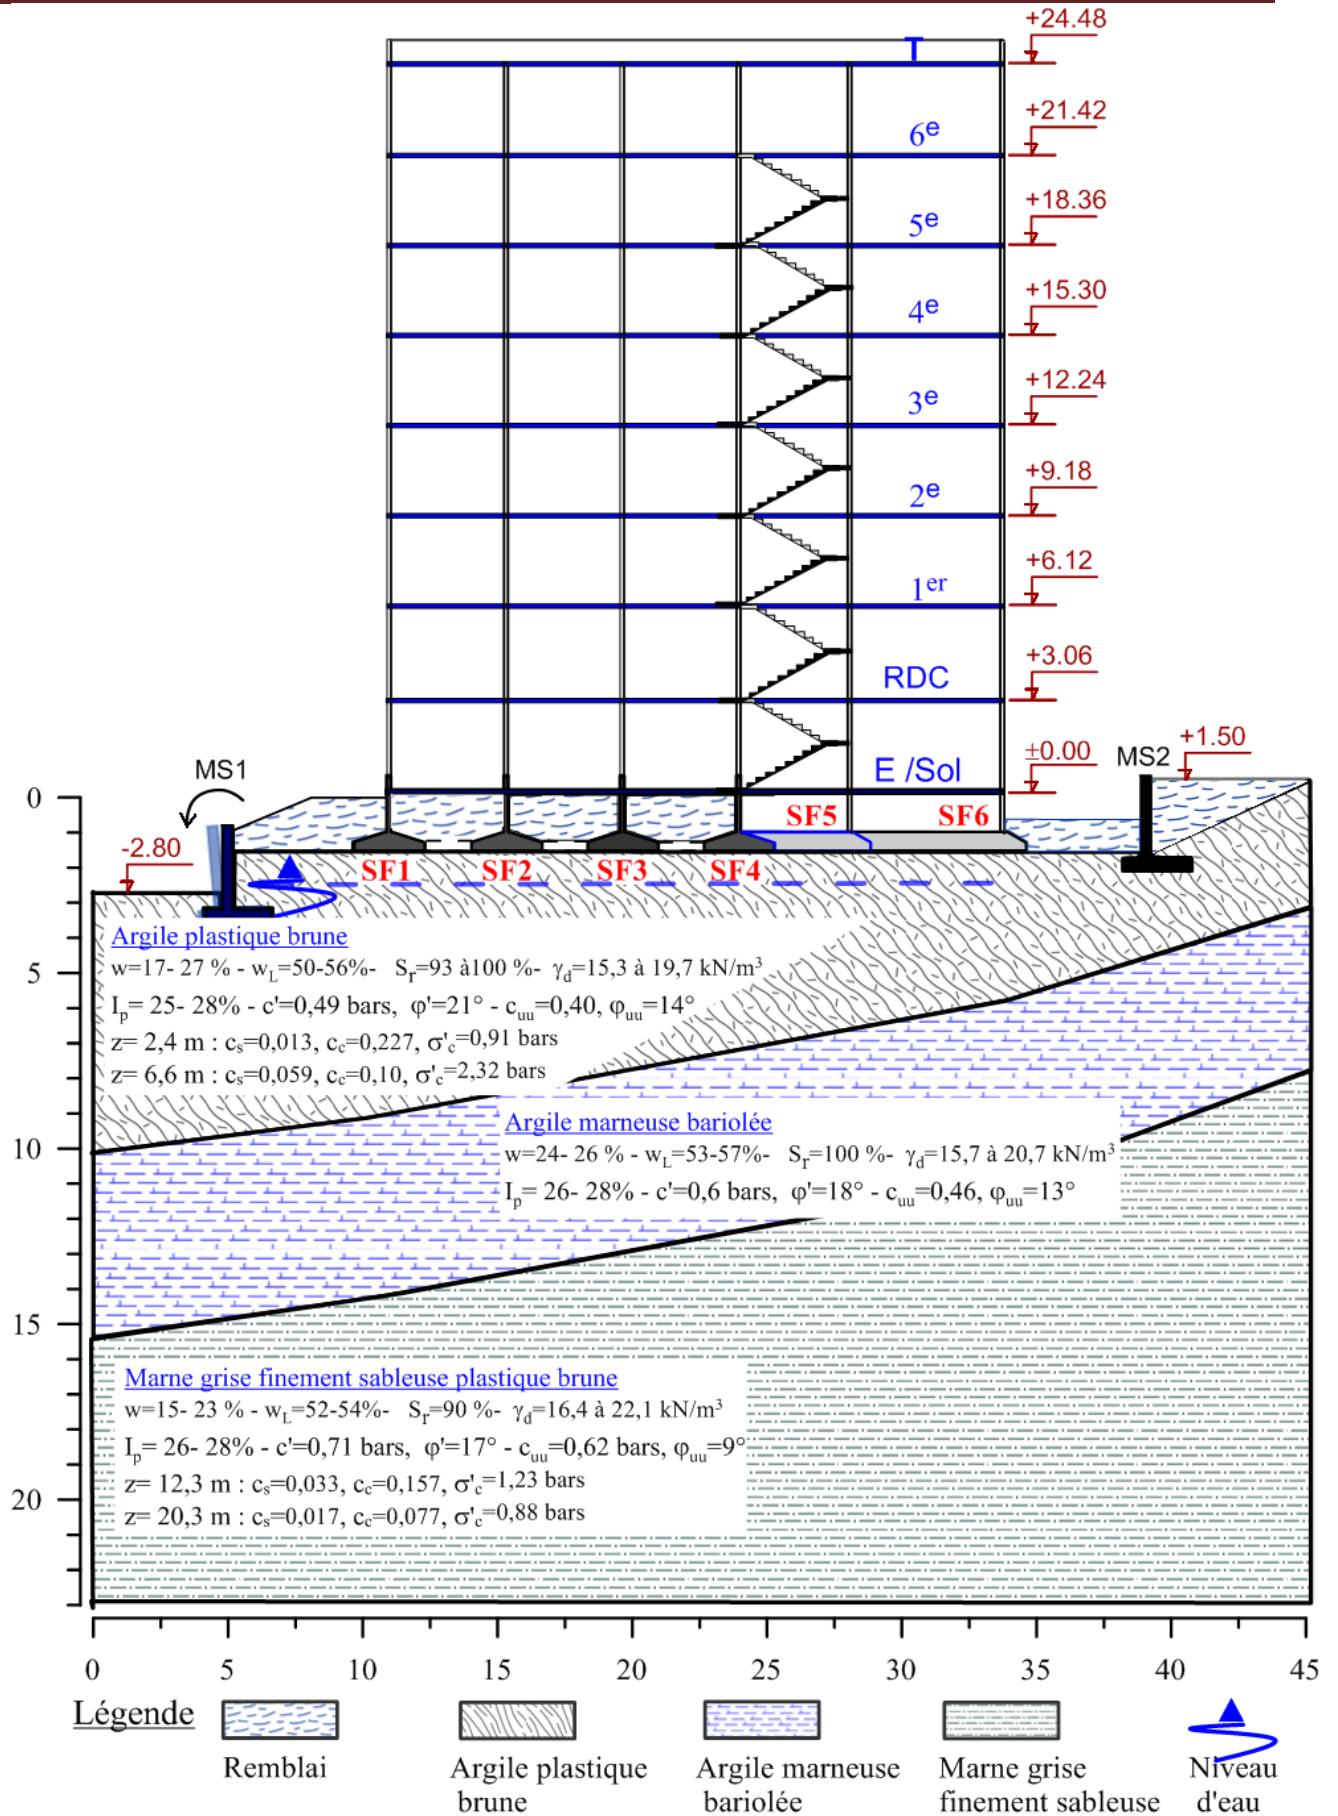 +24.48
T
+21.42
6e
+18.36
5e
+15.30
4e
+12.24
3e
+9.18
2e
+6.12
1er
+3.06
RDC
±0.00
E /Sol
MS1
MS2
+1.50
SF5
SF6
-2.80
SF1
SF2
SF3
SF4
0
5
10
15
20
Argile plastique brune
w=17- 27 % - wL=50-56%- Sr=93 à100 %- γd=15,3 à 19,7 kN/m³
Ip= 25- 28% - c'=0,49 bars, φ'=21° - cuu=0,40, φuu=14°
z= 2,4 m : cs=0,013, cc=0,227, σ'c=0,91 bars
z= 6,6 m : cs=0,059, cc=0,10, σ'c=2,32 bars
Argile marneuse bariolée
w=24- 26 % - wL=53-57%- Sr=100 %- γd=15,7 à 20,7 kN/m³
Ip= 26- 28% - c'=0,6 bars, φ'=18° - cuu=0,46, φuu=13°
Marne grise finement sableuse plastique brune
w=15- 23 % - wL=52-54%- Sr=90 %- γd=16,4 à 22,1 kN/m³
Ip= 26- 28% - c'=0,71 bars, φ'=17° - cuu=0,62 bars, φuu=9°
z= 12,3 m : cs=0,033, cc=0,157, σ'c=1,23 bars
z= 20,3 m : cs=0,017, cc=0,077, σ'c=0,88 bars
0 5 10 15 20 25 30 35 40 45
Légende
Remblai
Argile plastique
brune
Argile marneuse
bariolée
Marne grise
finement sableuse
Niveau
d'eau